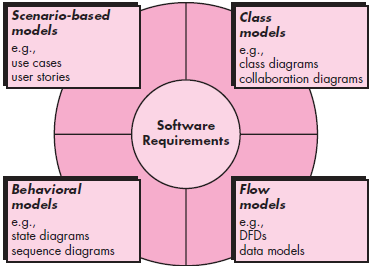 Scenario-based
models
e.g.,
use cases
user stories
Class
models
e.g.,
class diagrams
collaboration diagrams
Software
Requirements
Behavioral
models
e.g.,
state diagrams
sequence diagrams
Flow
models
e.g.,
DFDs
data models